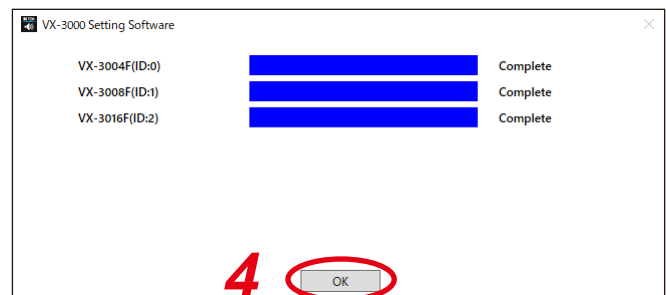 VX-3000 Setting Software
VX-3004F(ID:0) Complete
VX-3008F(ID:1) Complete
VX-3016F(ID:2) Complete
4 OK